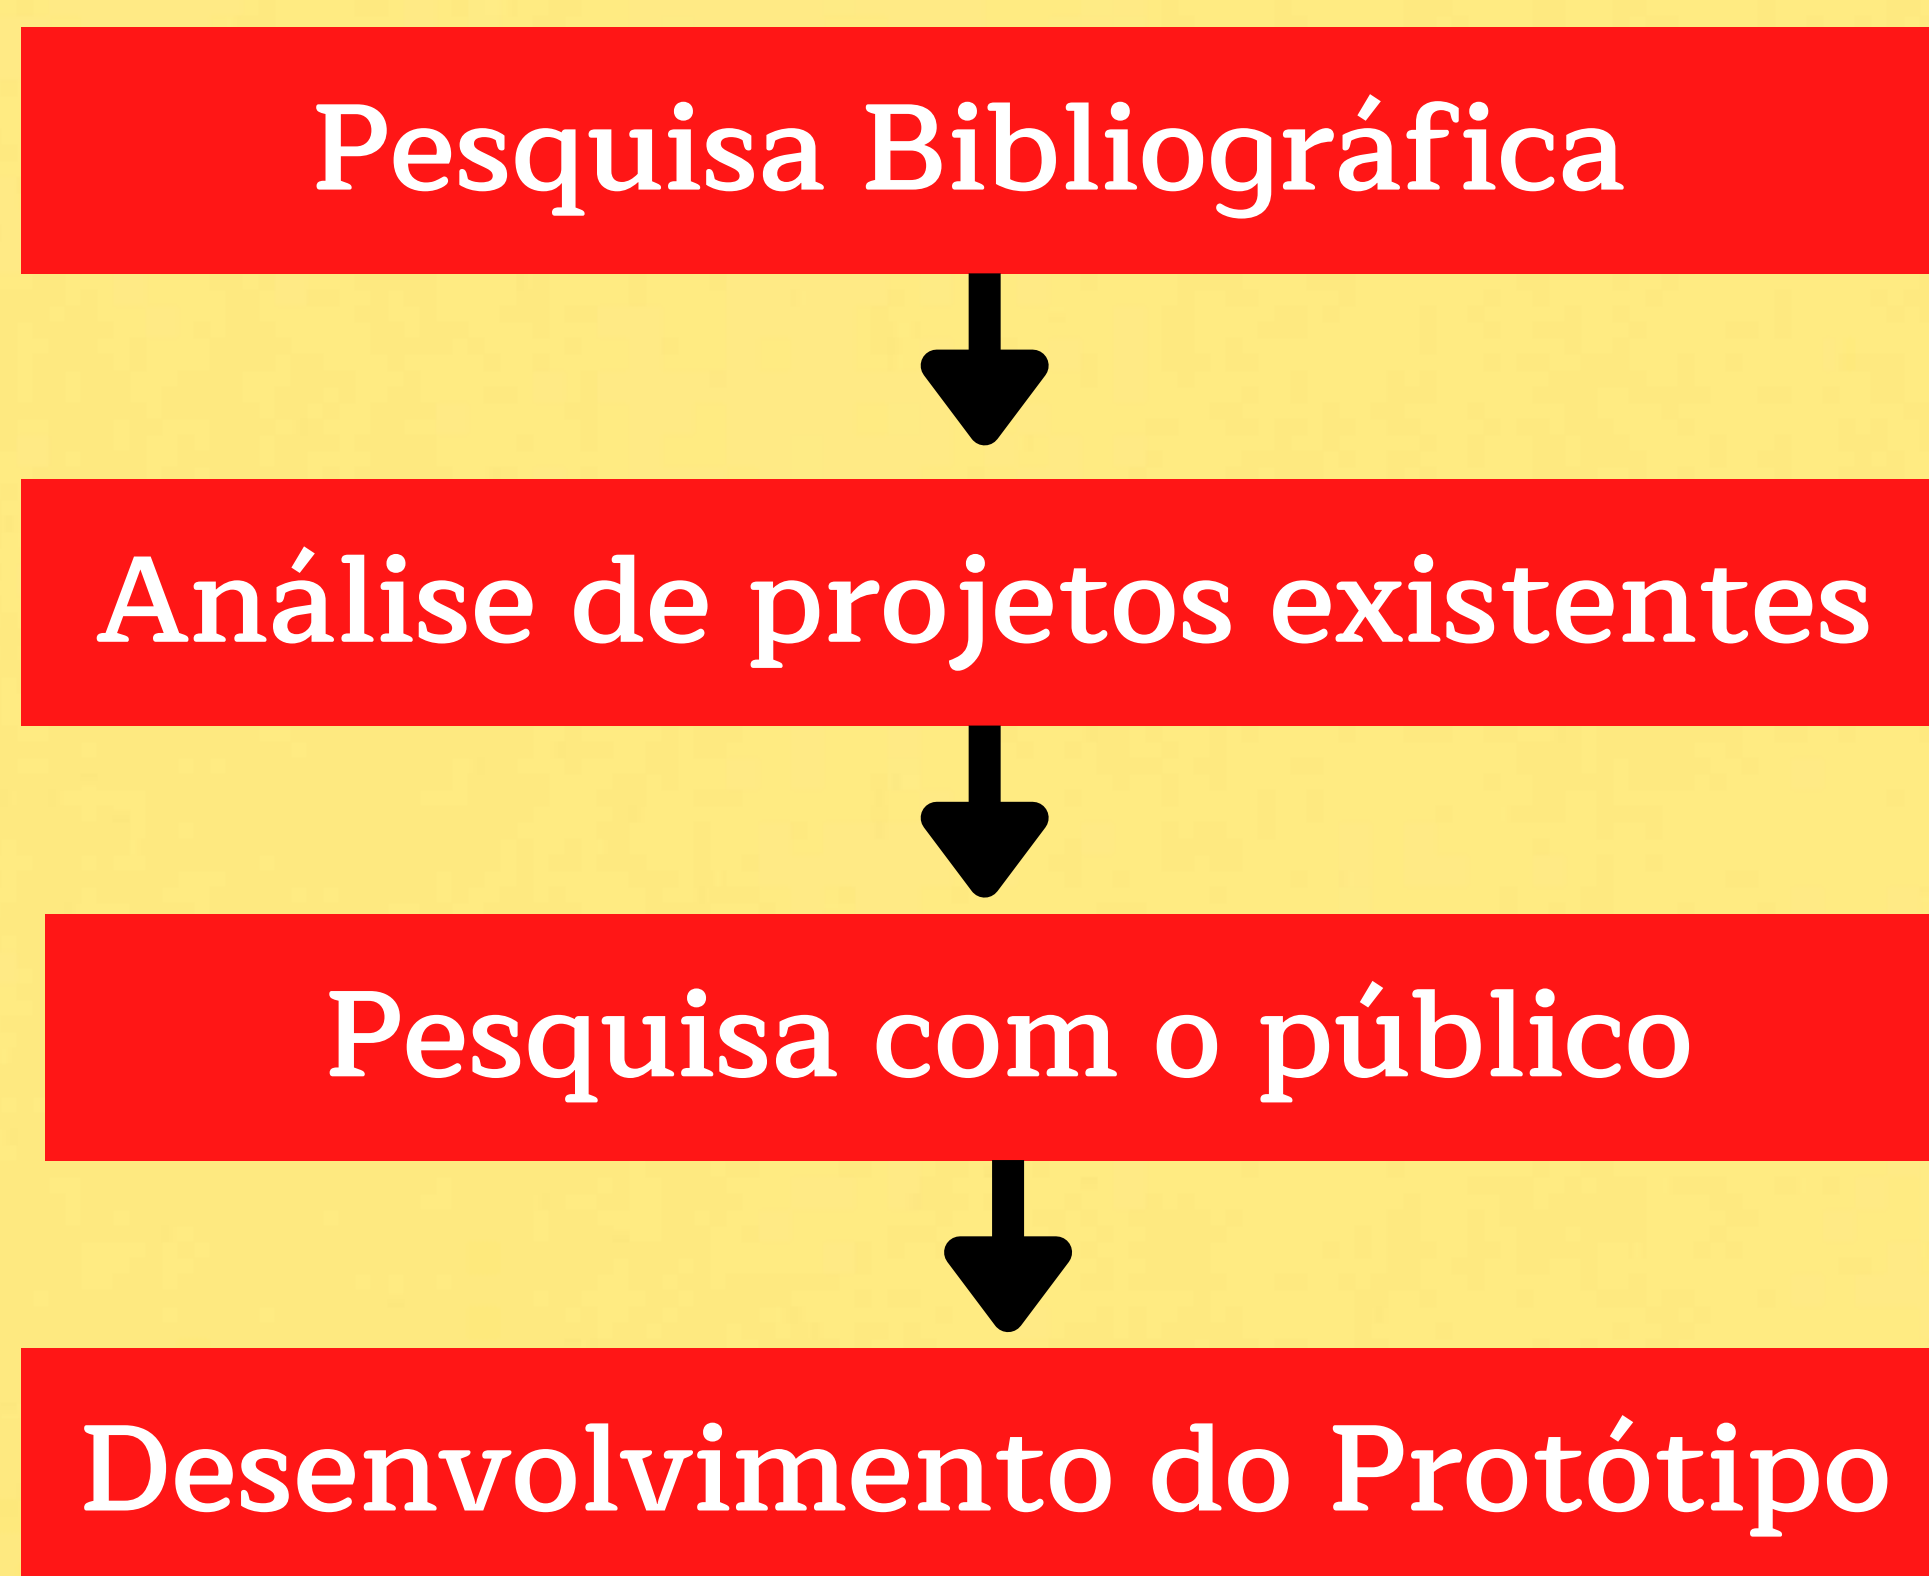 Pesquisa Bibliográfica
Análise de projetos existentes
Pesquisa com o público
Desenvolvimento do Protótipo